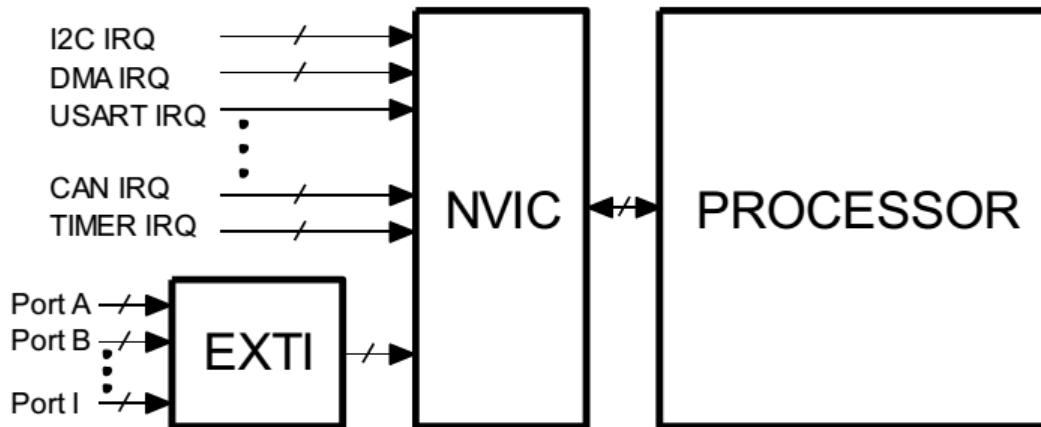 I2C IRQ
DMA IRQ
USART IRQ
CAN IRQ
TIMER IRQ
NVIC
PROCESSOR
Port A
Port B
Port I
EXTI